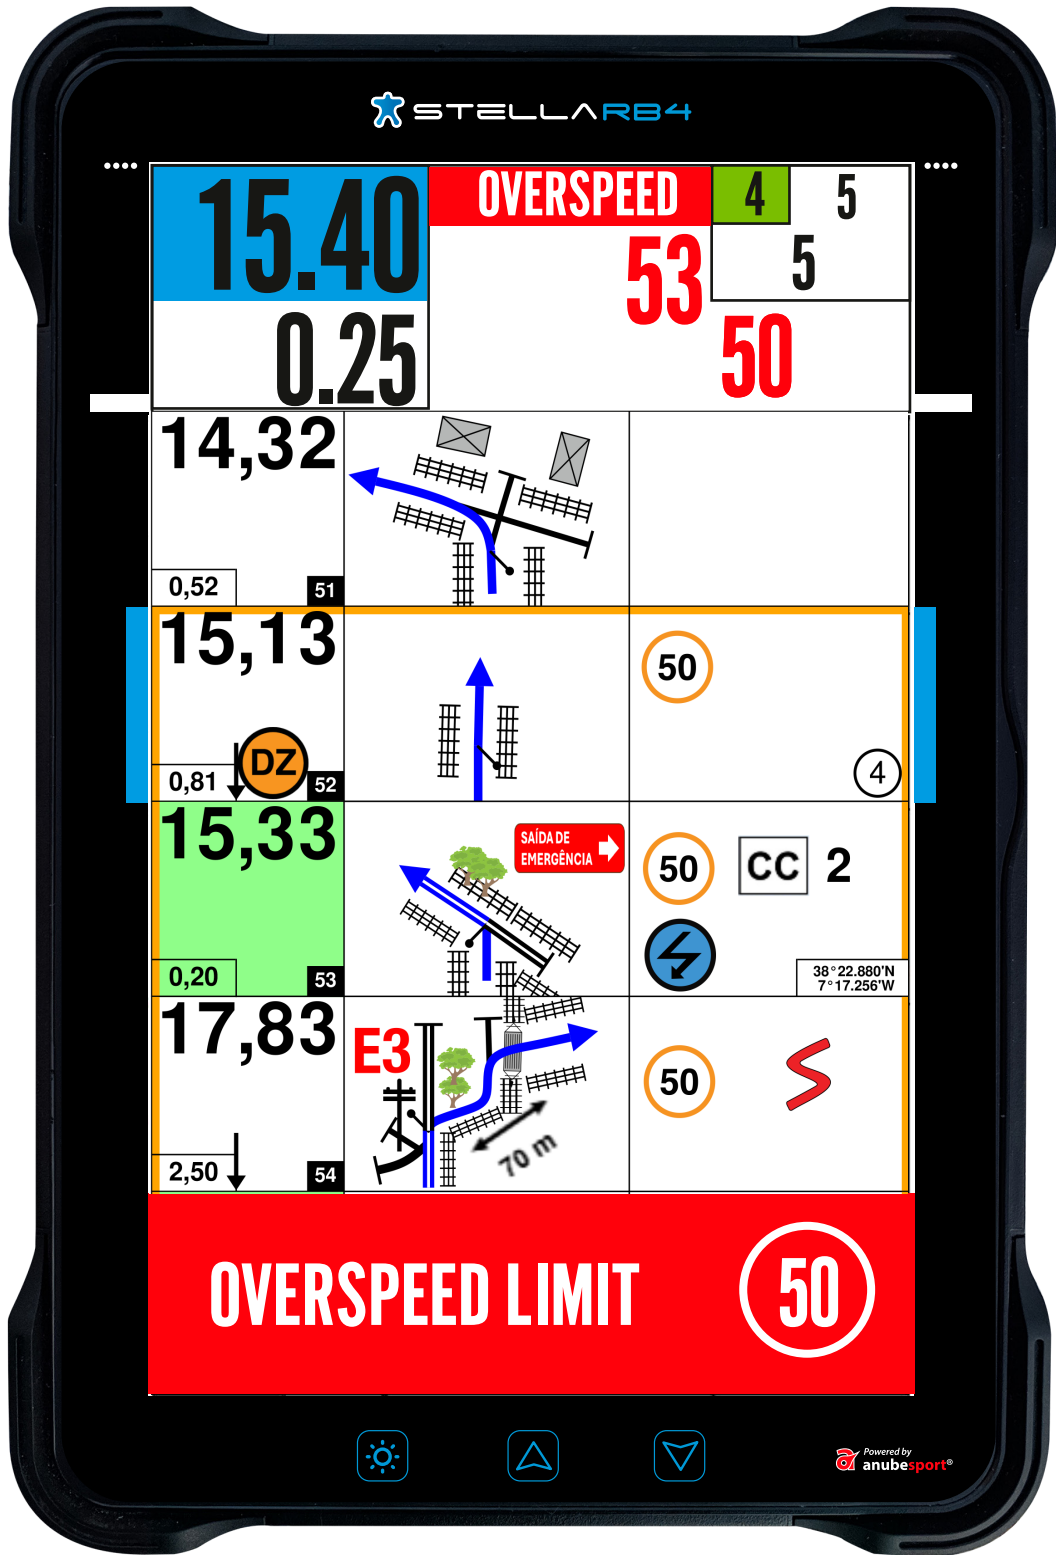 STELLARB4
15.40
OVERSPEED
4
5
53
5
0.25
50
14,32
0,52
51
15,13
50
DZ
0,81
52
4
15,33
SAÍDA DE
EMERGÊNCIA
50
CC
2
0,20
53
38°22.880'N
7°17.256'W
17,83
E3
50
70 m
2,50
54
OVERSPEED LIMIT
50
Powered by
anubesport®